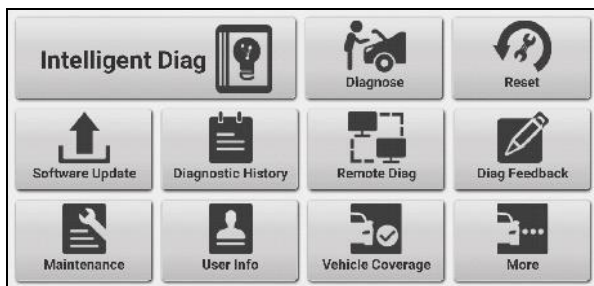 Intelligent Diag
Diagnose
Reset
Software Update
Diagnostic History
Remote Diag
Diag Feedback
Maintenance
User Info
Vehicle Coverage
More